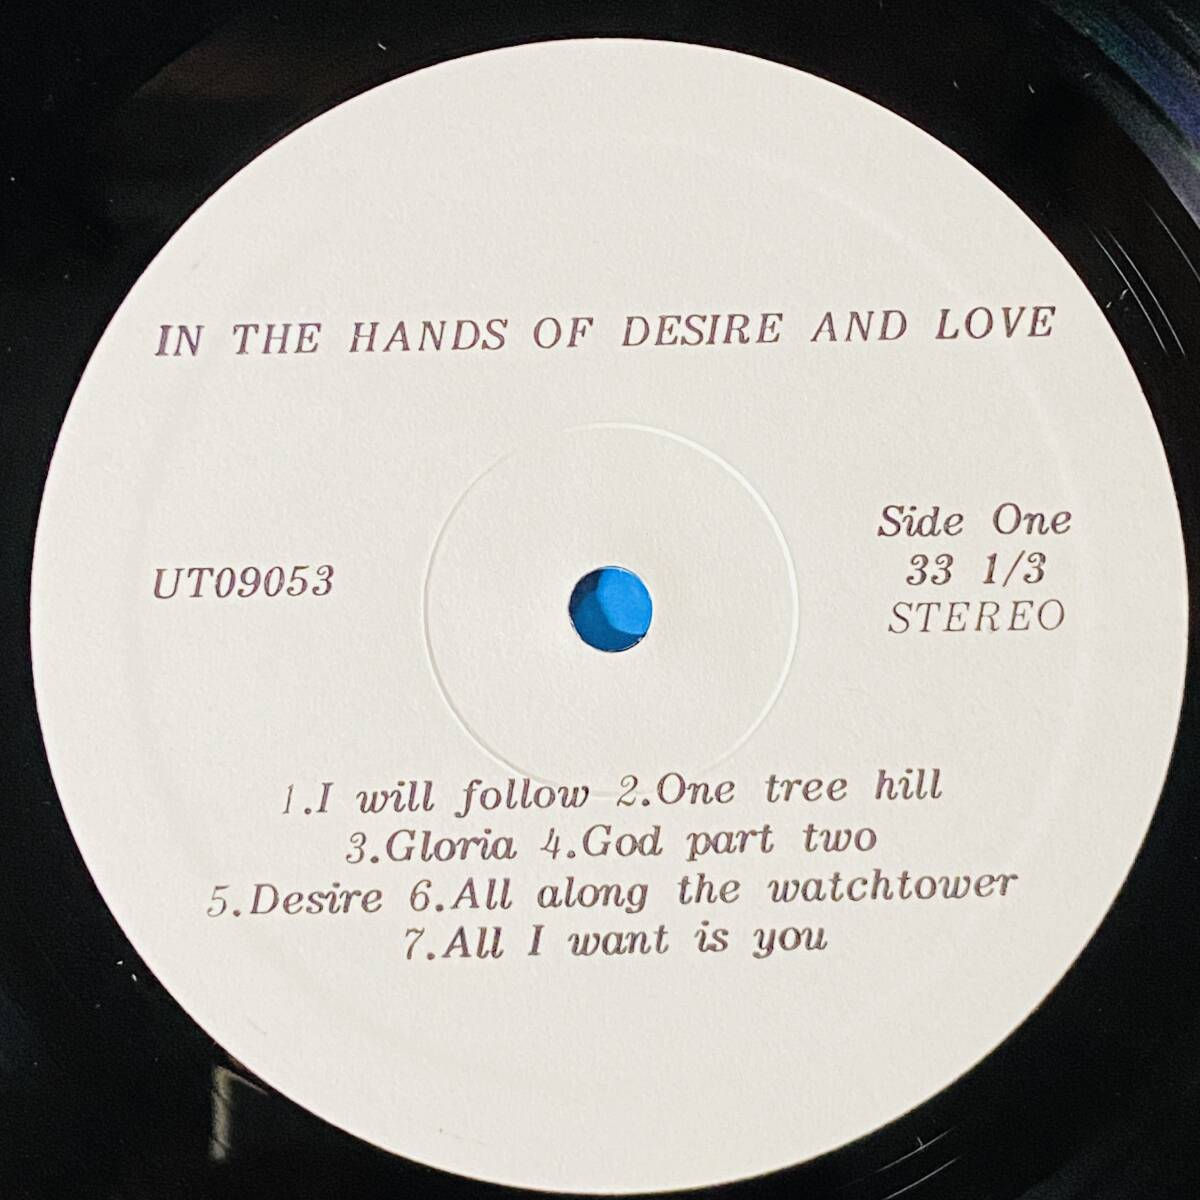 IN THE HANDS OF DESIRE AND LOVE
UT09053
Side One
33 1/3
STEREO
1.I will follow 2.One tree hill
3.Gloria 4.God part two
5.Desire 6.All along the watchtower
7.All I want is you